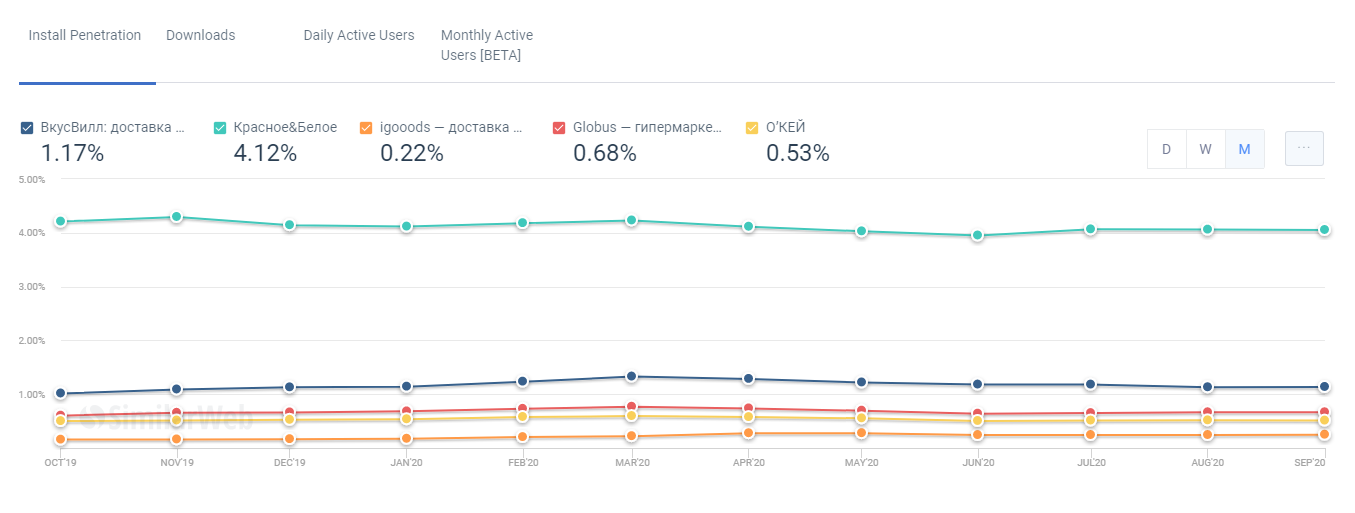 Install Penetration
Downloads
Daily Active Users
Monthly Active
Users [BETA]
ВкусВилл: доставка ...
Красное&Белое
igooods — доставка ...
Globus — гипермарке...
О'КЕЙ
1.17%
4.12%
0.22%
0.68%
0.53%
D
W
M
...
5.00%
4.00%
3.00%
2.00%
1.00%
SimilarWeb
OCT'19
NOV'19
DEC'19
JAN'20
FEB'20
MAR'20
APR'20
MAY'20
JUN'20
JUL'20
AUG'20
SEP'20